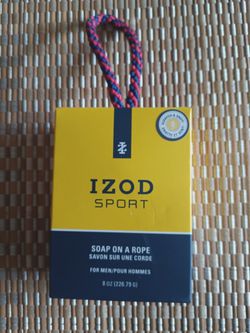 IZOD
SPORT
SOAP ON A ROPE
SAVON SUR UNE CORDE
FOR MEN/POUR HOMMES
8 OZ (226.79 G)